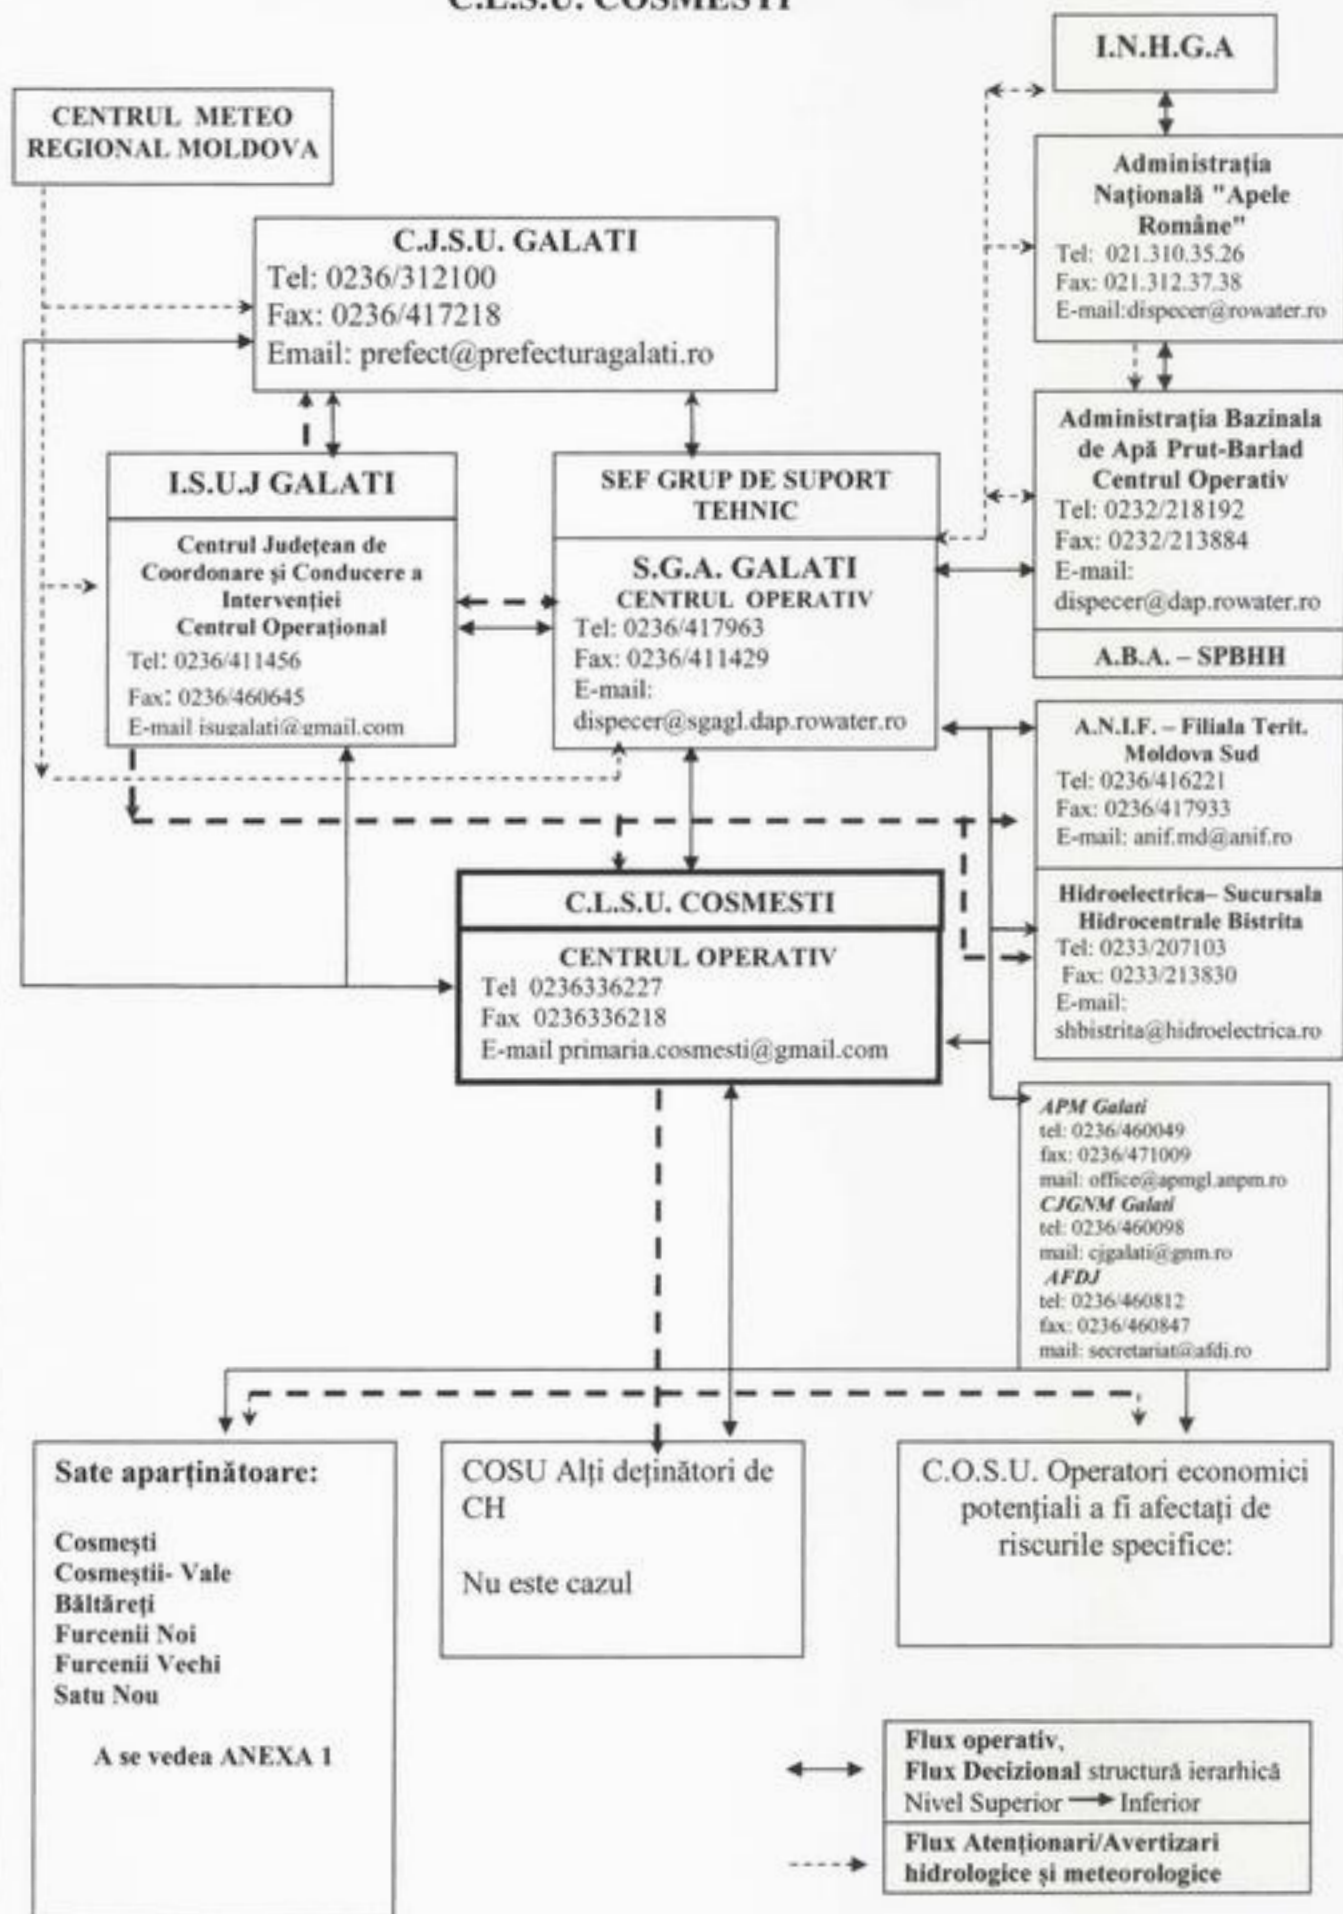 C.L.S.U. COSMESTI
I.N.H.G.A
CENTRUL METEO
REGIONAL MOLDOVA
Administrația
Națională "Apele
Române"
Tel: 021.310.35.26
Fax: 021.312.37.38
E-mail:dispecer@rowater.ro
C.J.S.U. GALATI
Tel: 0236/312100
Fax: 0236/417218
Email: prefect@prefecturagalati.ro
Administrația Bazinala
de Apă Prut-Barlad
Centrul Operativ
Tel: 0232/218192
Fax: 0232/213884
E-mail:
dispecer@dap.rowater.ro
A.B.A. – SPBHH
I.S.U.J GALATI
Centrul Județean de
Coordonare și Conducere a
Intervenției
Centrul Operațional
Tel: 0236/411456
Fax: 0236/460645
E-mail isugalati@gmail.com
SEF GRUP DE SUPORT
TEHNIC
S.G.A. GALATI
CENTRUL OPERATIV
Tel: 0236/417963
Fax: 0236/411429
E-mail:
dispecer@sgagl.dap.rowater.ro
A.N.I.F. – Filiala Terit.
Moldova Sud
Tel: 0236/416221
Fax: 0236/417933
E-mail: anif.md@anif.ro
Hidroelectrica– Sucursala
Hidrocentrale Bistrita
Tel: 0233/207103
Fax: 0233/213830
E-mail:
shbistrita@hidroelectrica.ro
C.L.S.U. COSMESTI
CENTRUL OPERATIV
Tel 0236336227
Fax 0236336218
E-mail primaria.cosmesti@gmail.com
APM Galati
tel: 0236/460049
fax: 0236/471009
mail: office@apmgl.anpm.ro
CJGNM Galati
tel: 0236/460098
mail: cjgalati@gnm.ro
AFDJ
tel: 0236/460812
fax: 0236/460847
mail: secretariat@afdj.ro
Sate aparținătoare:
Cosmești
Cosmeștii- Vale
Băltăreți
Furcenii Noi
Furcenii Vechi
Satu Nou
A se vedea ANEXA 1
COSU Alți deținători de
CH
Nu este cazul
C.O.S.U. Operatori economici
potențiali a fi afectați de
riscurile specifice:
Flux operativ,
Flux Decizional structură ierarhică
Nivel Superior → Inferior
Flux Atenționari/Avertizari
hidrologice și meteorologice